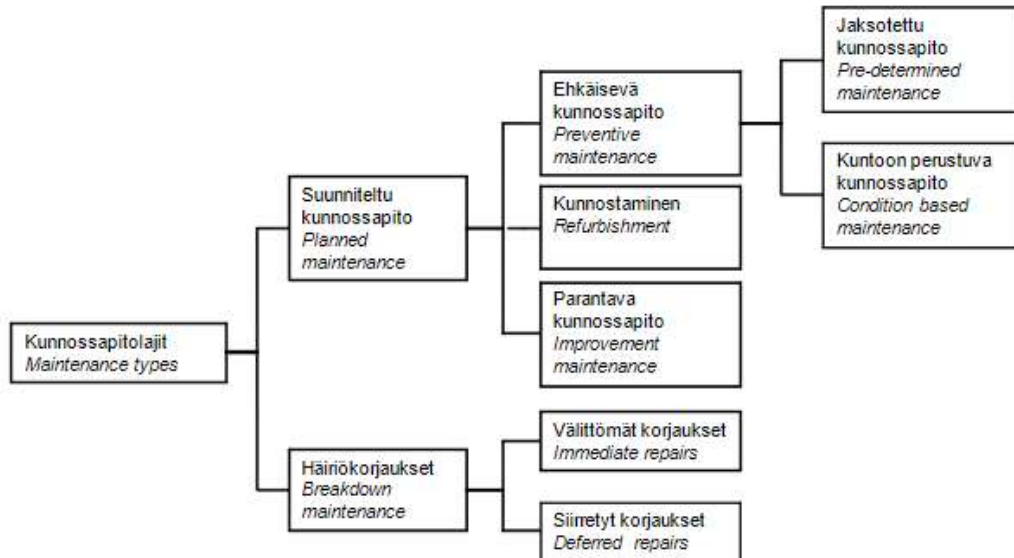 Jaksotettu
kunnossapito
Pre-determined
maintenance
Ehkäisevä
kunnossapito
Preventive
maintenance
Kuntoon perustuva
kunnossapito
Condition based
maintenance
Suunniteltu
kunnossapito
Planned
maintenance
Kunnostaminen
Refurbishment
Parantava
kunnossapito
Improvement
maintenance
Kunnossapitolajit
Maintenance types
Välittömät korjaukset
Immediate repairs
Häiriökorjaukset
Breakdown
maintenance
Siirretyt korjaukset
Deferred repairs